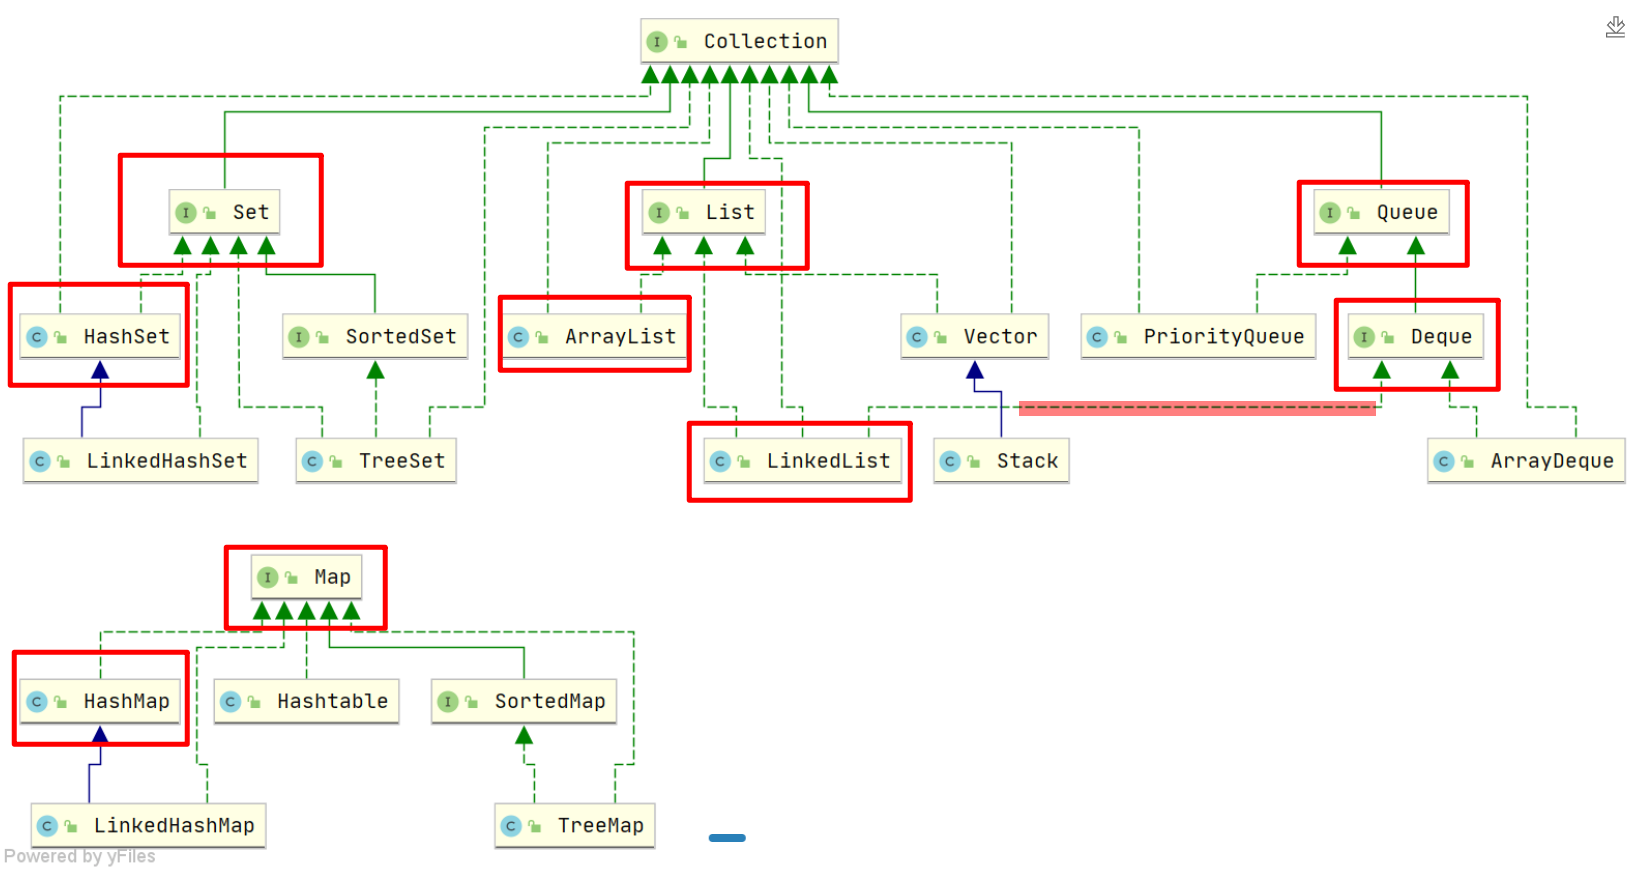 I Collection
I Set
I List
I Queue
C HashSet
I SortedSet
C ArrayList
C Vector
C PriorityQueue
I Deque
C LinkedHashSet
C TreeSet
C LinkedList
C Stack
C ArrayDeque
I Map
C HashMap
C Hashtable
I SortedMap
C LinkedHashMap
C TreeMap
Powered by yFiles